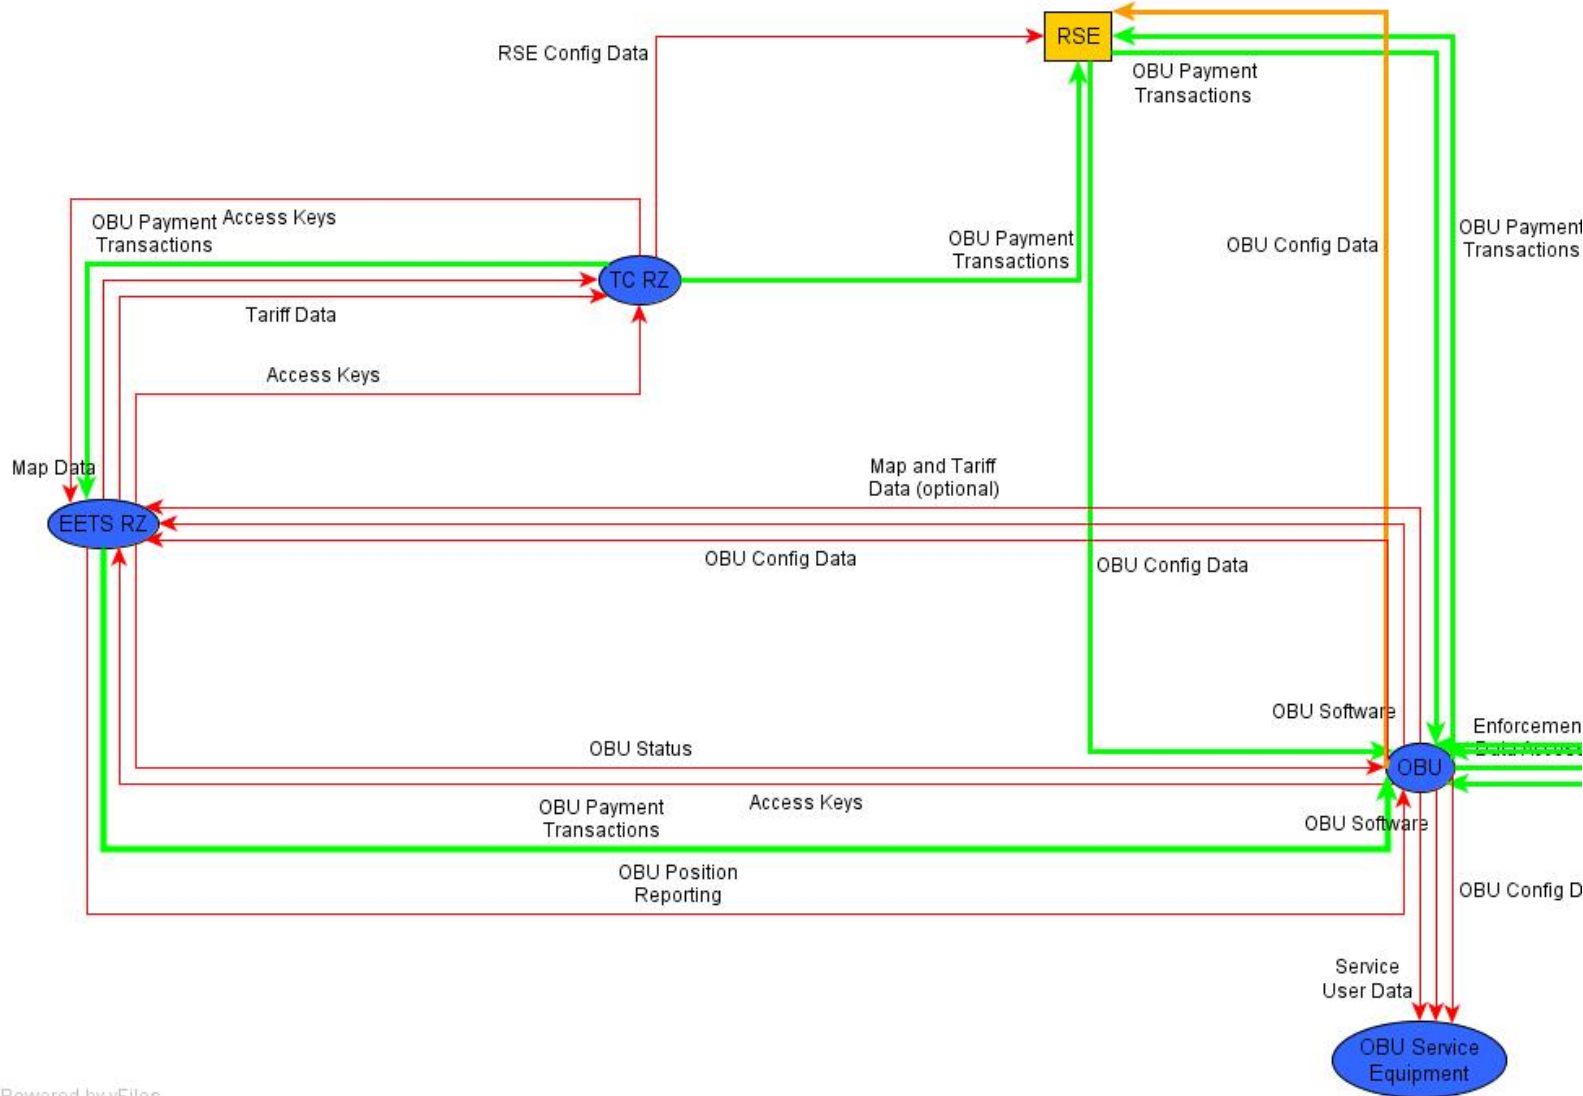 RSE
RSE Config Data
OBU Payment
Transactions
OBU Payment
Transactions
Access Keys
OBU Payment
Transactions
OBU Config Data
OBU Payment
Transactions
TC RZ
Tariff Data
Access Keys
Map Data
Map and Tariff
Data (optional)
EETS RZ
OBU Config Data
OBU Config Data
OBU Software
Enforcemen
OBU Status
OBU
Access Keys
OBU Payment
Transactions
OBU Software
OBU Position
Reporting
OBU Config D
Service
User Data
OBU Service
Equipment
Powered by yFiles